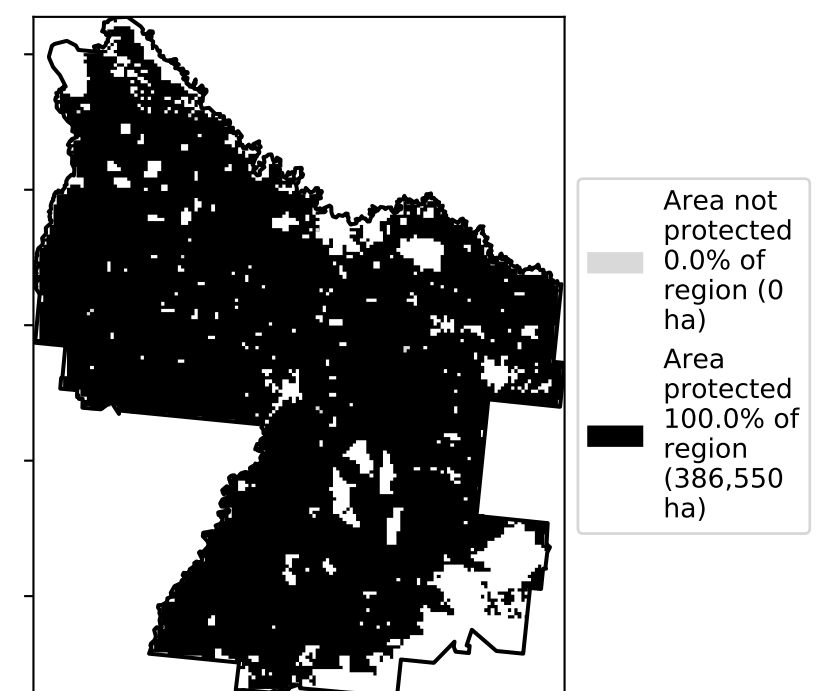 Area not
protected
0.0% of
region (0
ha)
Area
protected
100.0% of
region
(386,550
ha)